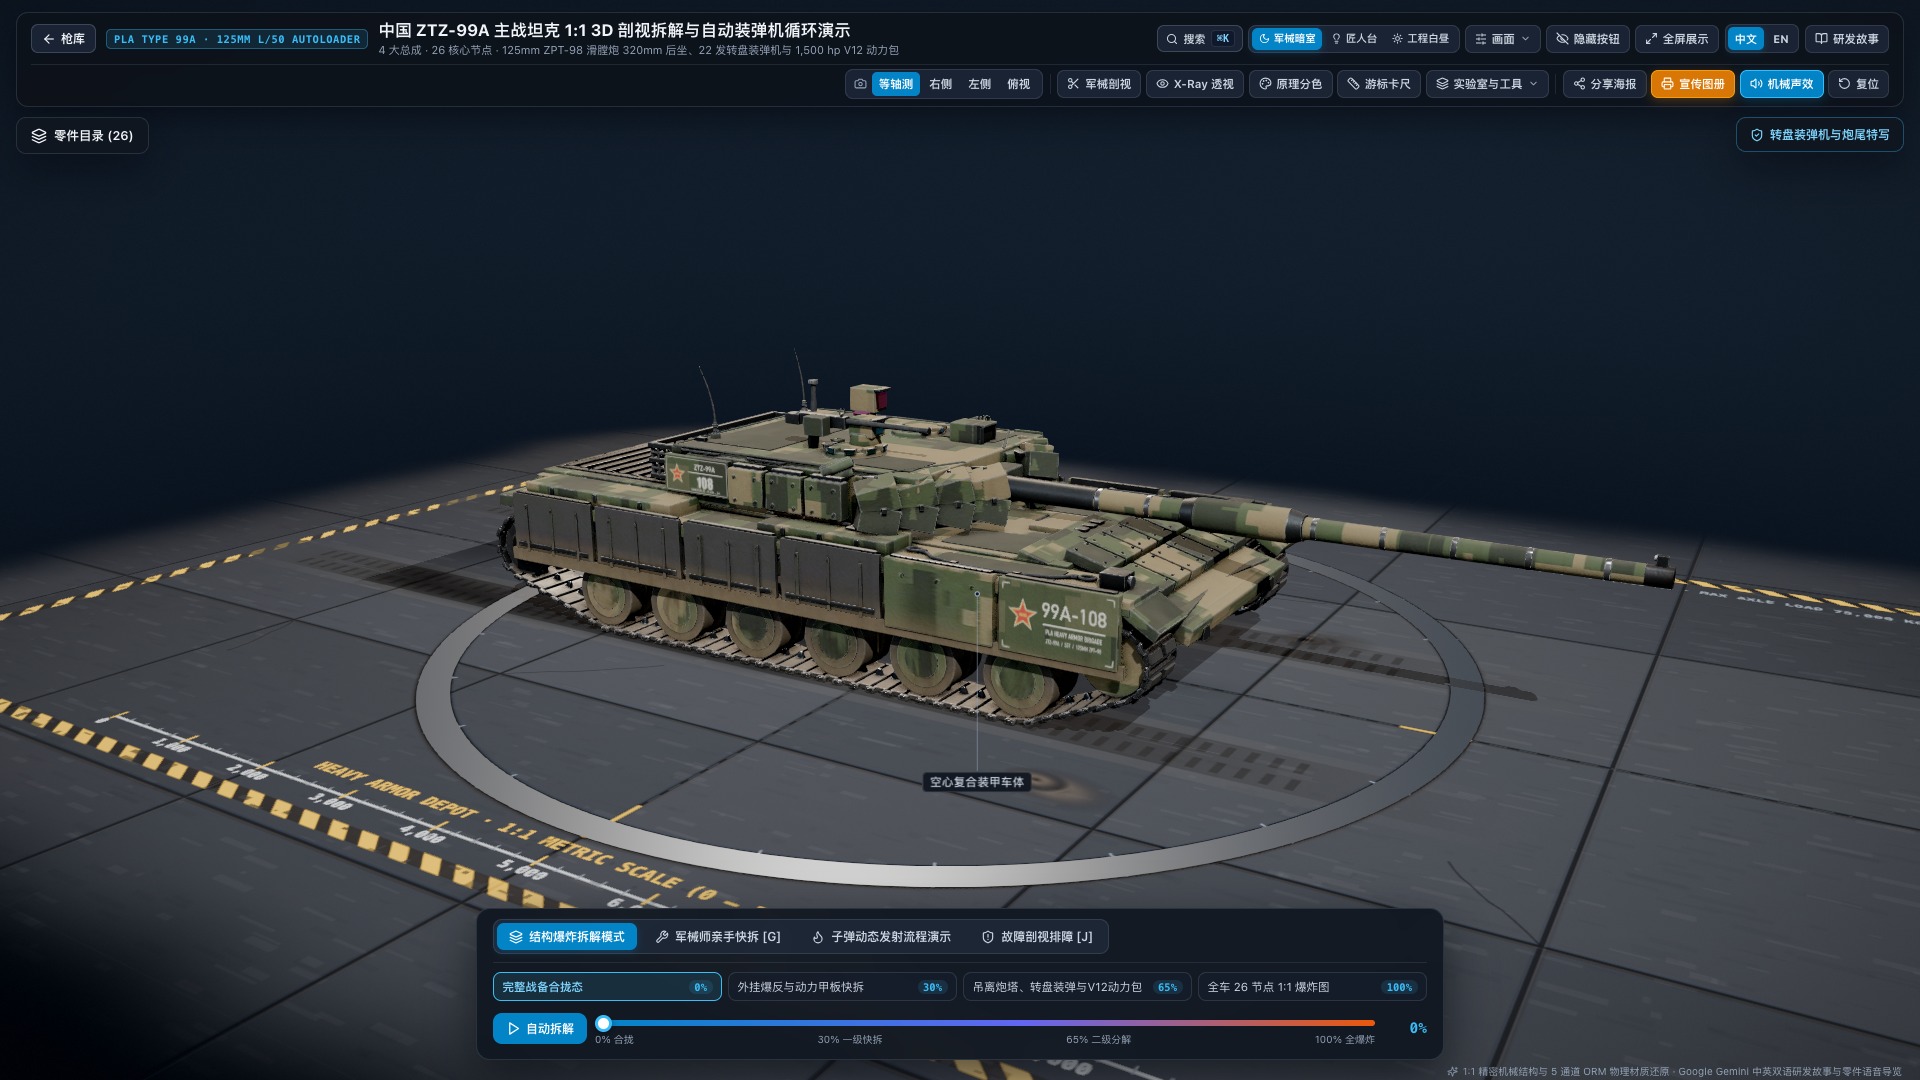 枪库
PLA TYPE 99A · 125MM L/50 AUTOLOADER
中国 ZTZ-99A 主战坦克 1:1 3D 剖视拆解与自动装弹机循环演示
4 大总成 · 26 核心节点 · 125mm ZPT-98 滑膛炮 320mm 后坐、22 发转盘装弹机与 1,500 hp V12 动力包
搜索 ⌘K
军械暗室
匠人台
工程白昼
画面
隐藏按钮
全屏展示
中文
EN
研发故事
等轴测
右侧
左侧
俯视
军械剖视
X-Ray 透视
原理分色
游标卡尺
实验室与工具
分享海报
宣传图册
机械声效
复位
零件目录 (26)
转盘装弹机与炮尾特写
ZTZ-99A
108
99A-108
PLA HEAVY ARMOR BRIGADE
MAX AXLE LOAD 75,000 K
空心复合装甲车体
1,000
2,000
3,000
4,000
5,000
HEAVY ARMOR DEPOT · 1:1 METRIC SCALE (0 –
结构爆炸拆解模式
军械师亲手快拆 [G]
子弹动态发射流程演示
故障剖视排障 [J]
完整战备合拢态 0%
外挂爆反与动力甲板快拆 30%
吊离炮塔、转盘装弹与V12动力包 65%
全车 26 节点 1:1 爆炸图 100%
自动拆解
0%
0% 合拢
30% 一级快拆
65% 二级分解
100% 全爆炸
1:1 精密机械结构与 5 通道 ORM 物理材质还原 · Google Gemini 中英双语研发故事与零件语音导览